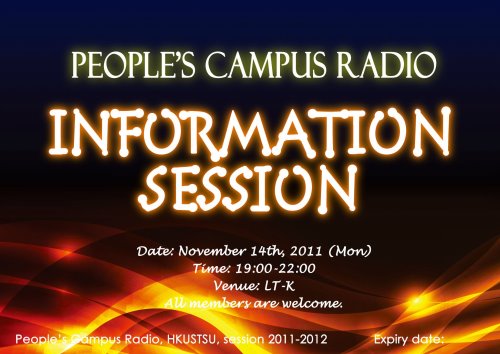 PEOPLE'S CAMPUS RADIO
INFORMATION
SESSION
Date: November 14th, 2011 (Mon)
Time: 19:00-22:00
Venue: LT-K
All members are welcome.
People's Campus Radio, HKUSTSU, session 2011-2012 Expiry date: